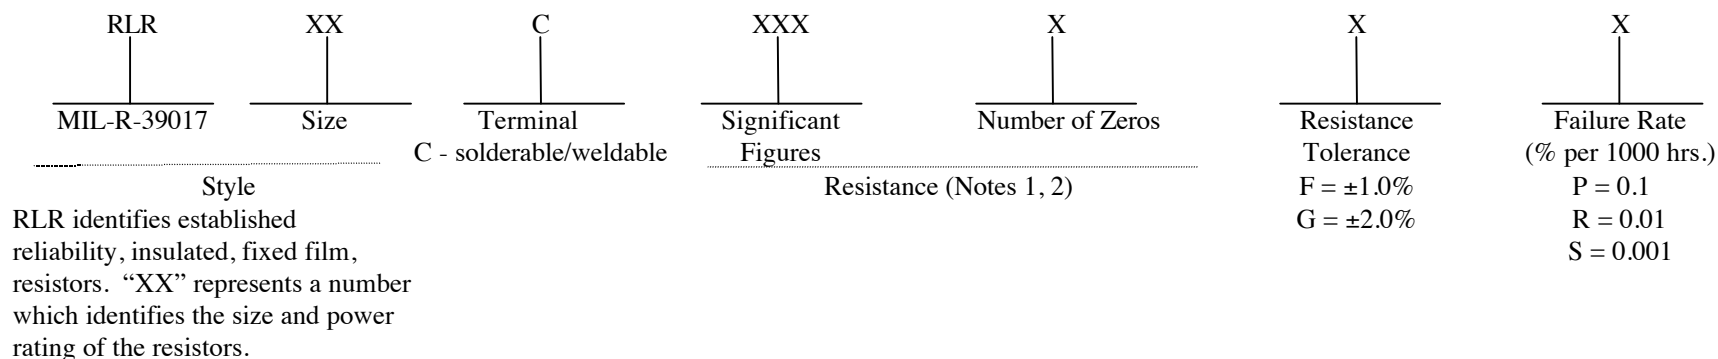 RLR XX C XXX X X X
MIL-R-39017 Size Terminal Significant Number of Zeros Resistance Failure Rate
C - solderable/weldable Figures Tolerance (% per 1000 hrs.)
Style Resistance (Notes 1, 2) F = ±1.0% P = 0.1
RLR identifies established G = ±2.0% R = 0.01
reliability, insulated, fixed film, S = 0.001
resistors. “XX” represents a number
which identifies the size and power
rating of the resistors.